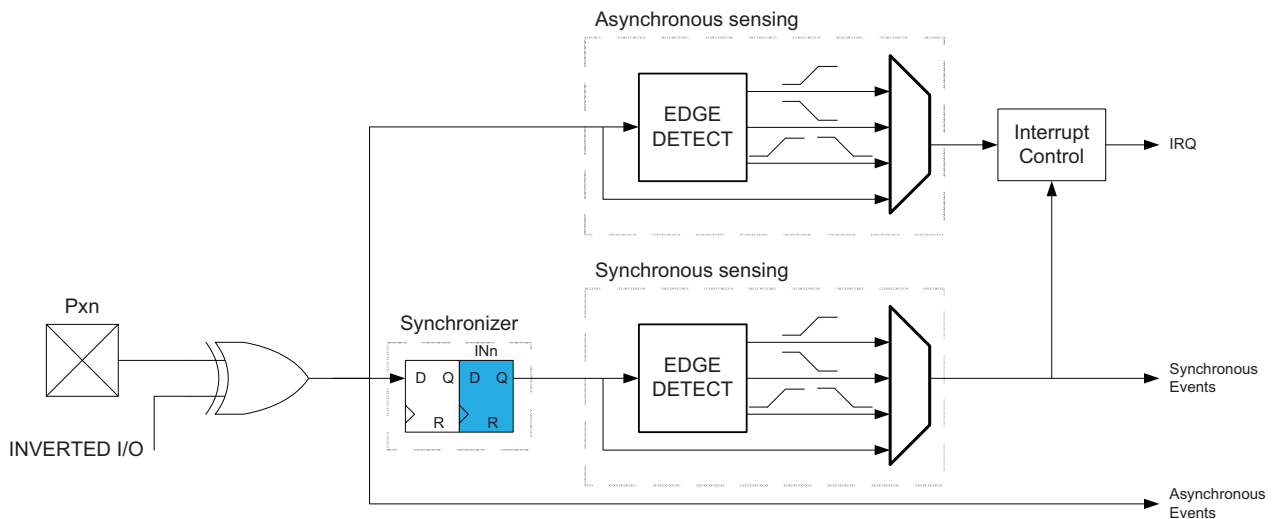 Asynchronous sensing
EDGE
DETECT
Interrupt
Control
IRQ
Pxn
INVERTED I/O
Synchronizer
INn
D Q D Q
R R
Synchronous sensing
EDGE
DETECT
Synchronous
Events
Asynchronous
Events